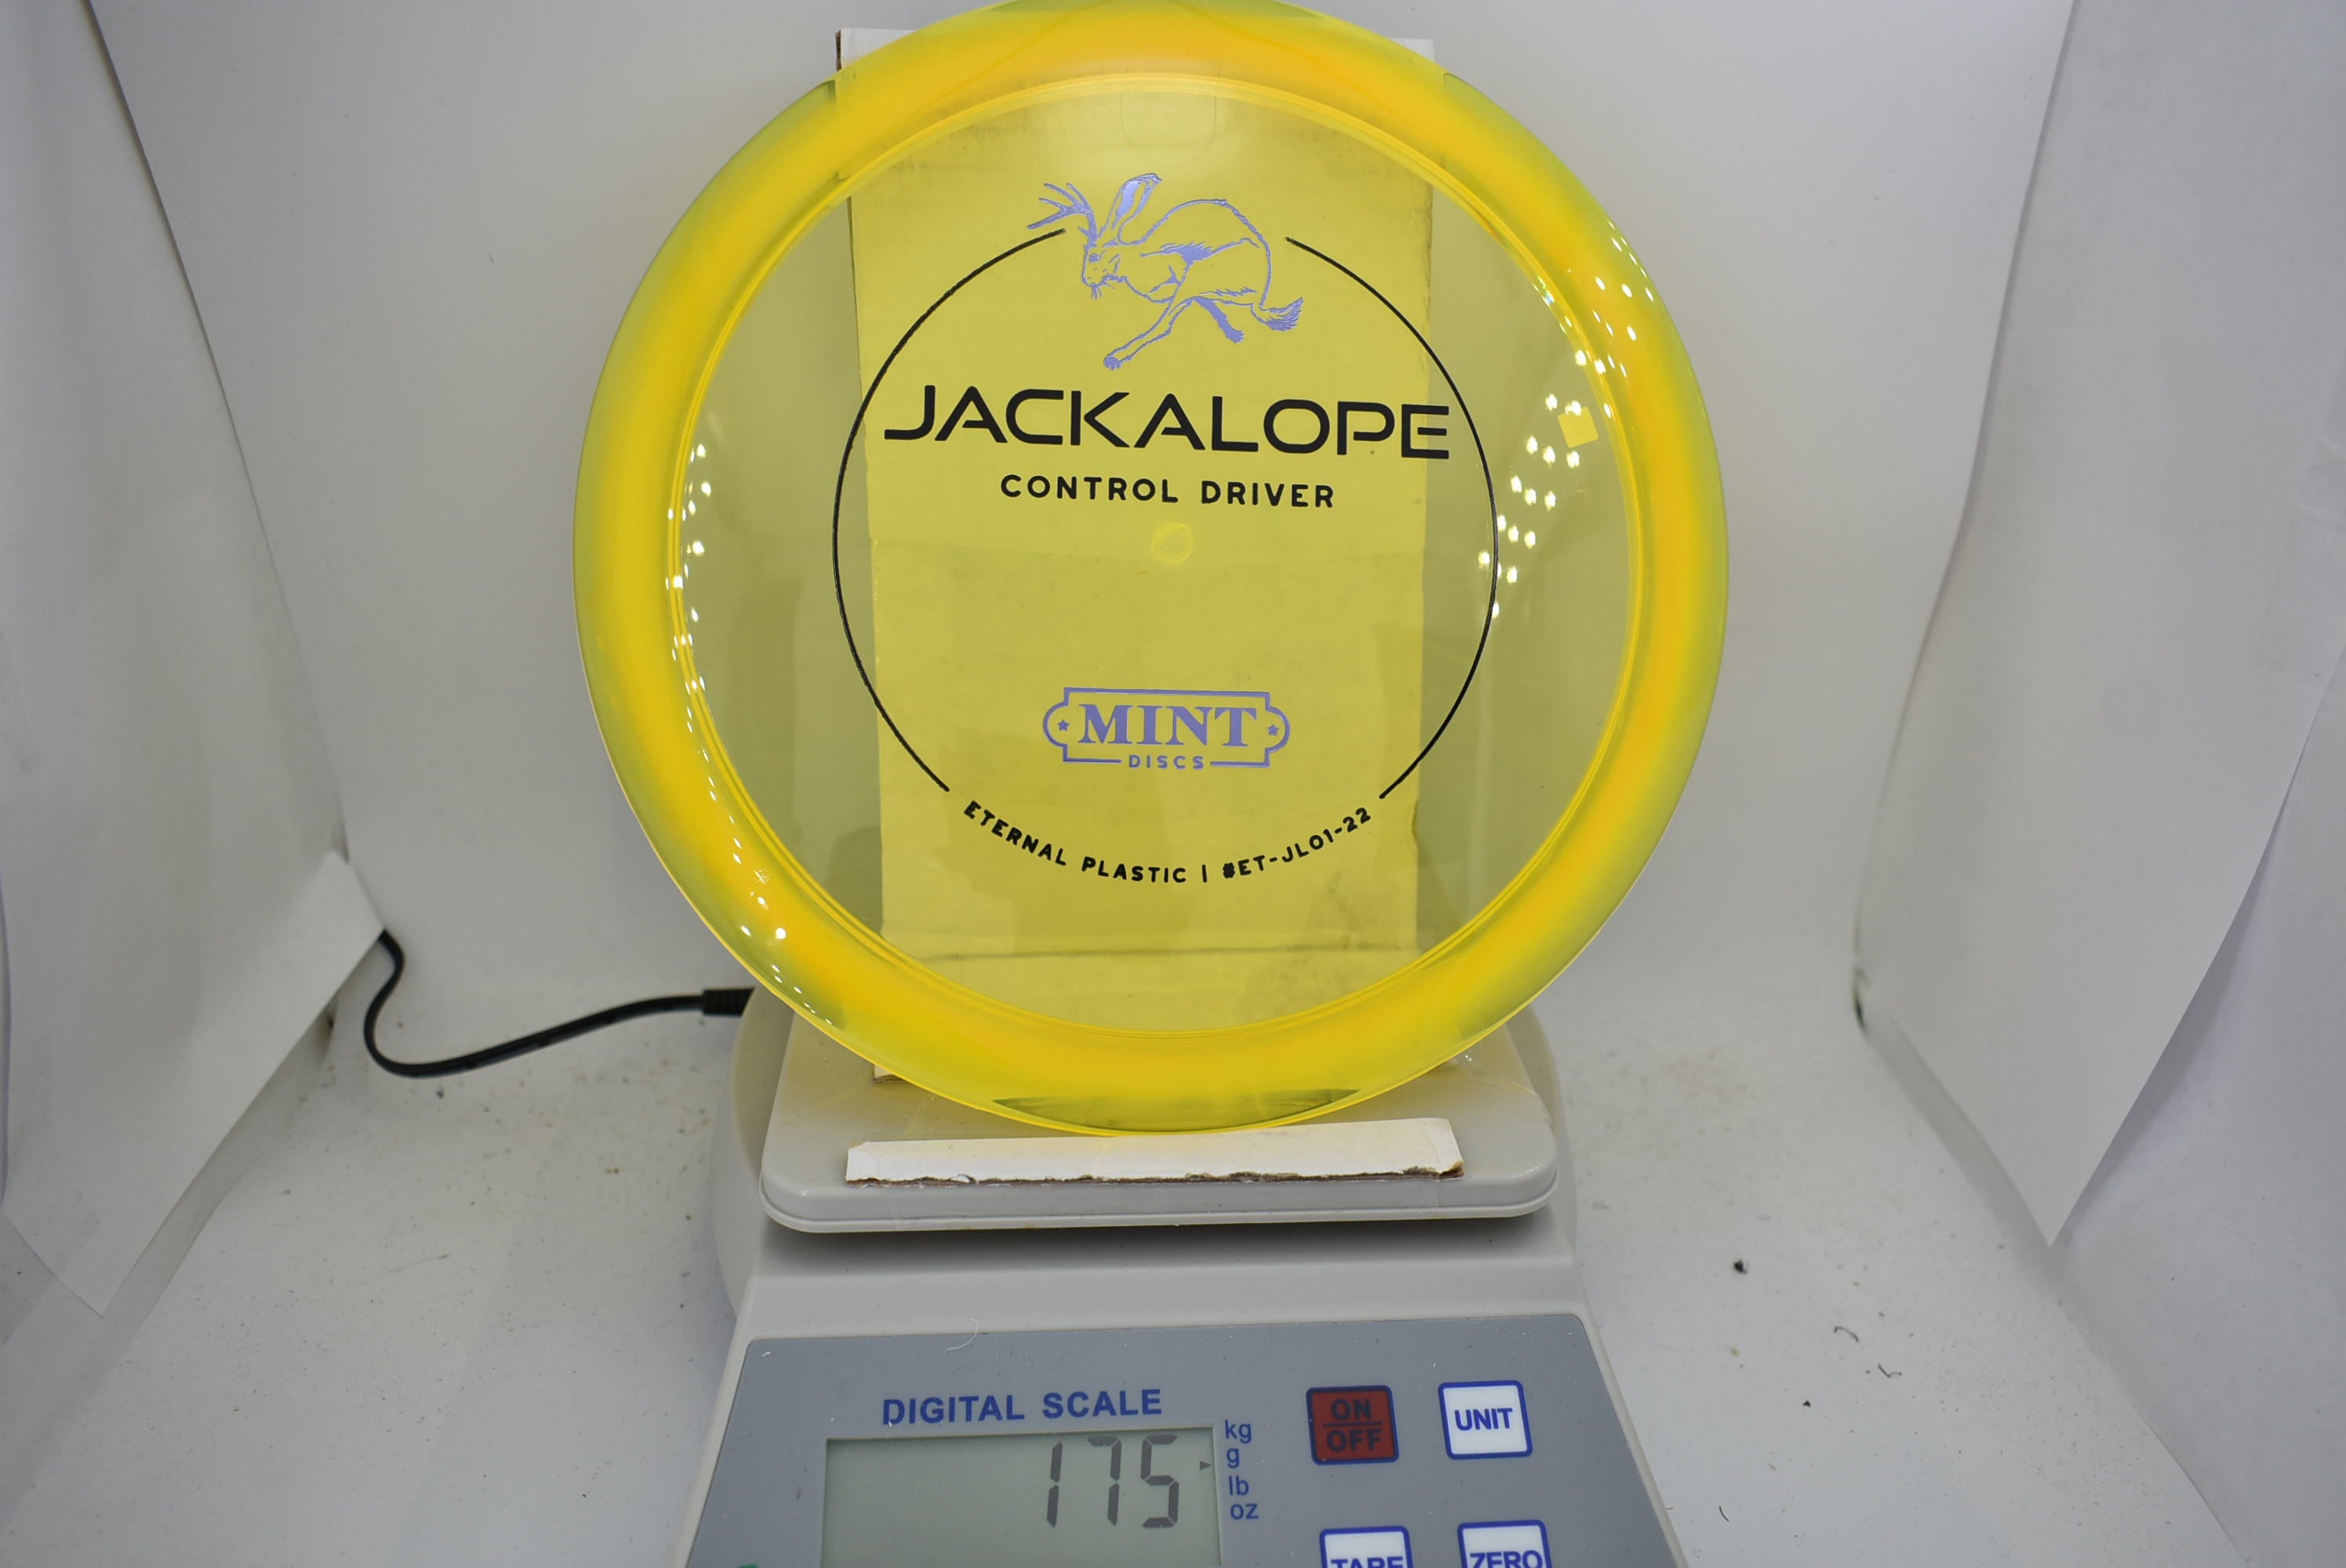 JACKALOPE
CONTROL DRIVER
MINT
DISCS
ETERNAL PLASTIC | #ET-JL01-22
DIGITAL SCALE
175
kg
g
lb
oz
ON
OFF
UNIT
TARE
ZERO